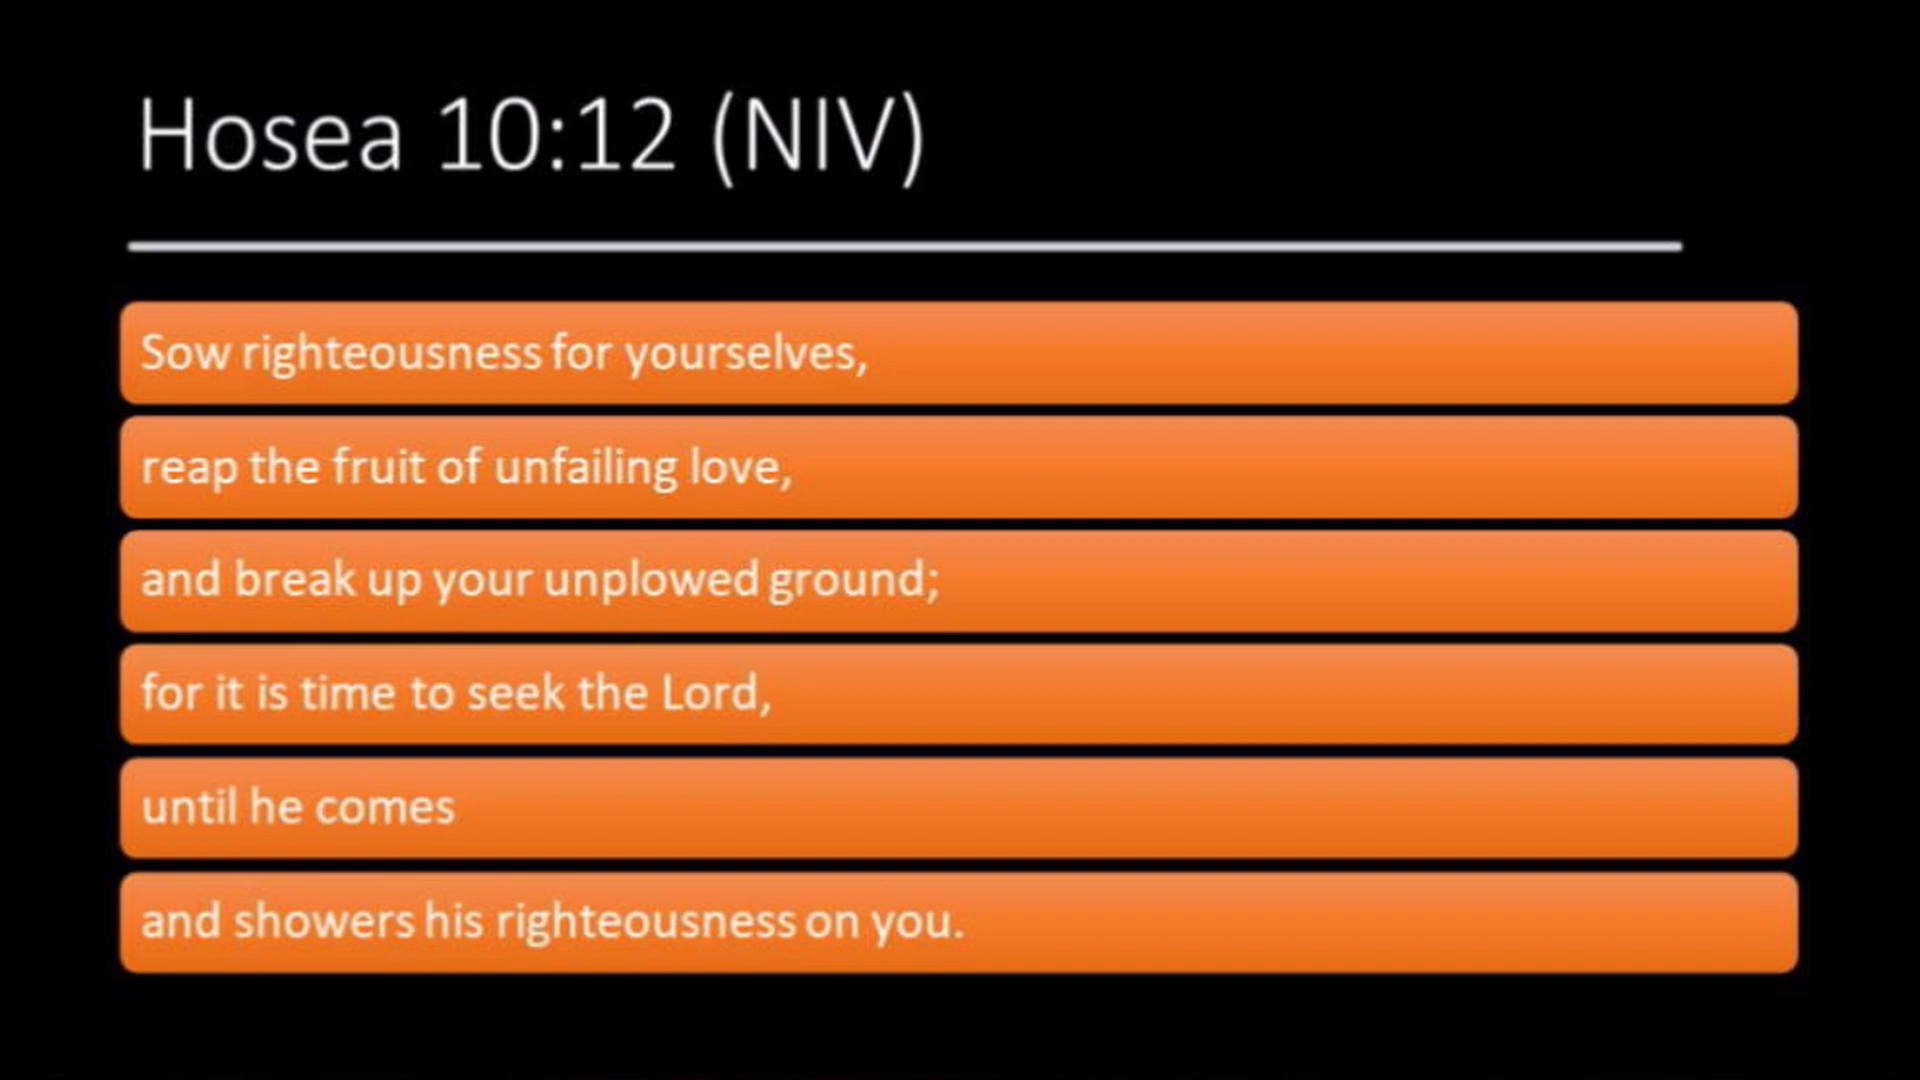 Hosea 10:12 (NIV)
Sow righteousness for yourselves,
reap the fruit of unfailing love,
and break up your unplowed ground;
for it is time to seek the Lord,
until he comes
and showers his righteousness on you.